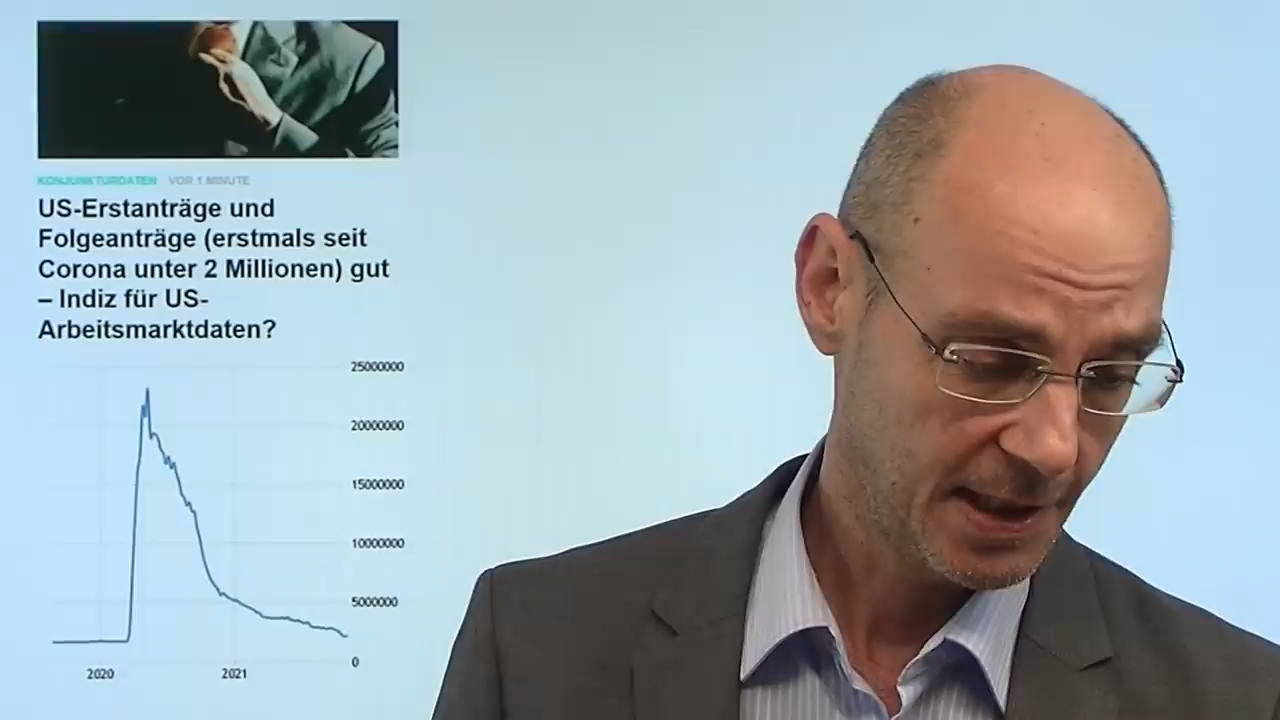 KONJUNKTURDATEN VOR 1 MINUTE
US-Erstanträge und
Folgeanträge (erstmals seit
Corona unter 2 Millionen) gut
– Indiz für US-
Arbeitsmarktdaten?
25000000
20000000
15000000
10000000
5000000
0
2020 2021